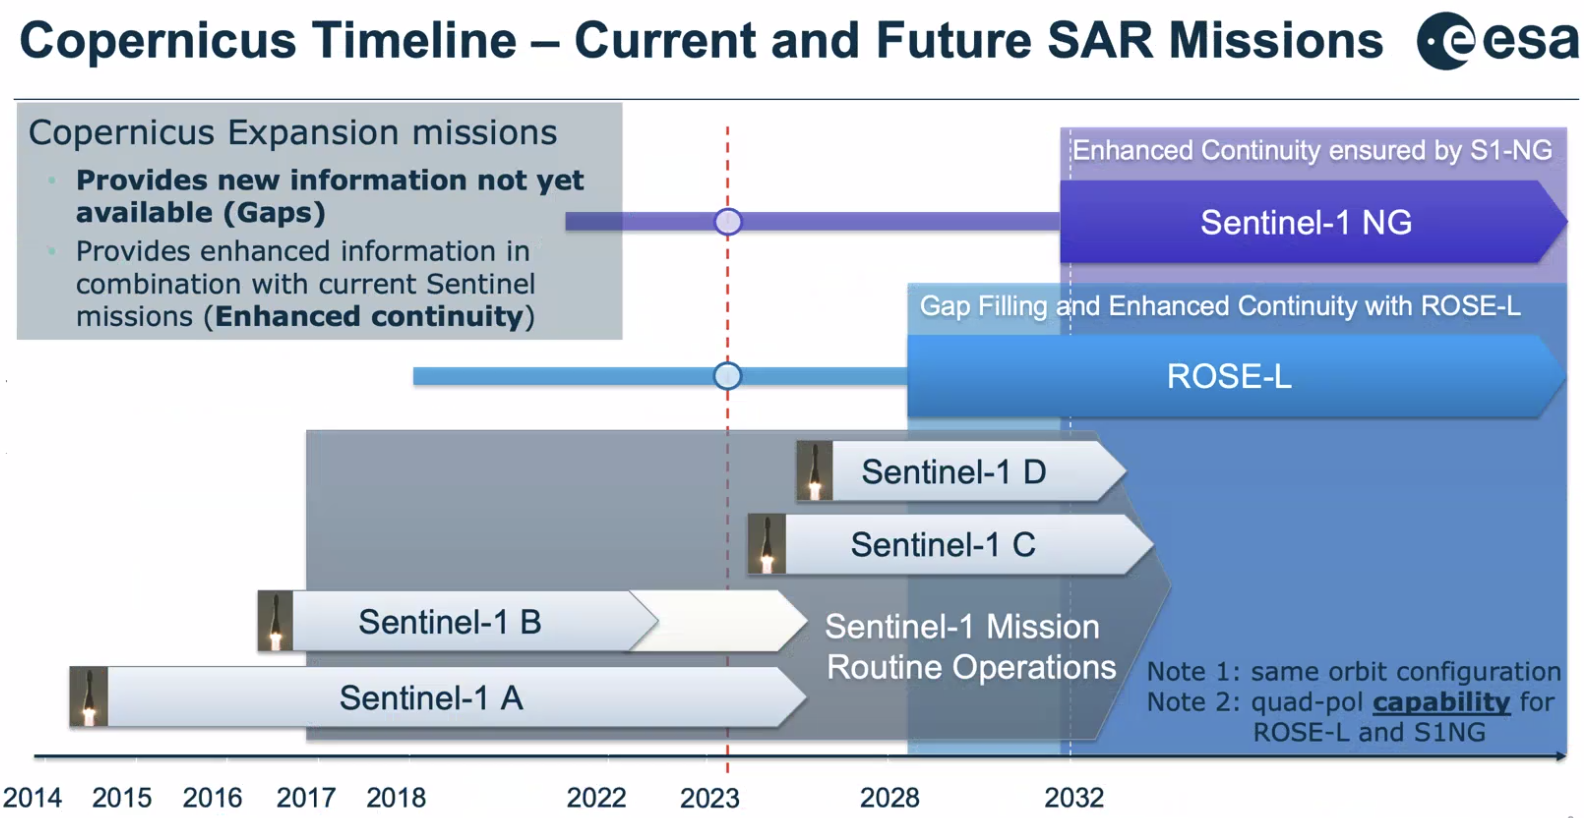 Copernicus Timeline – Current and Future SAR Missions
esa
Copernicus Expansion missions
Provides new information not yet
available (Gaps)
Provides enhanced information in
combination with current Sentinel
missions (Enhanced continuity)
Enhanced Continuity ensured by S1-NG
Sentinel-1 NG
Gap Filling and Enhanced Continuity with ROSE-L
ROSE-L
Sentinel-1 D
Sentinel-1 C
Sentinel-1 B
Sentinel-1 A
Sentinel-1 Mission
Routine Operations
Note 1: same orbit configuration
Note 2: quad-pol capability for
ROSE-L and S1NG
2014 2015 2016 2017 2018 2022 2023 2028 2032